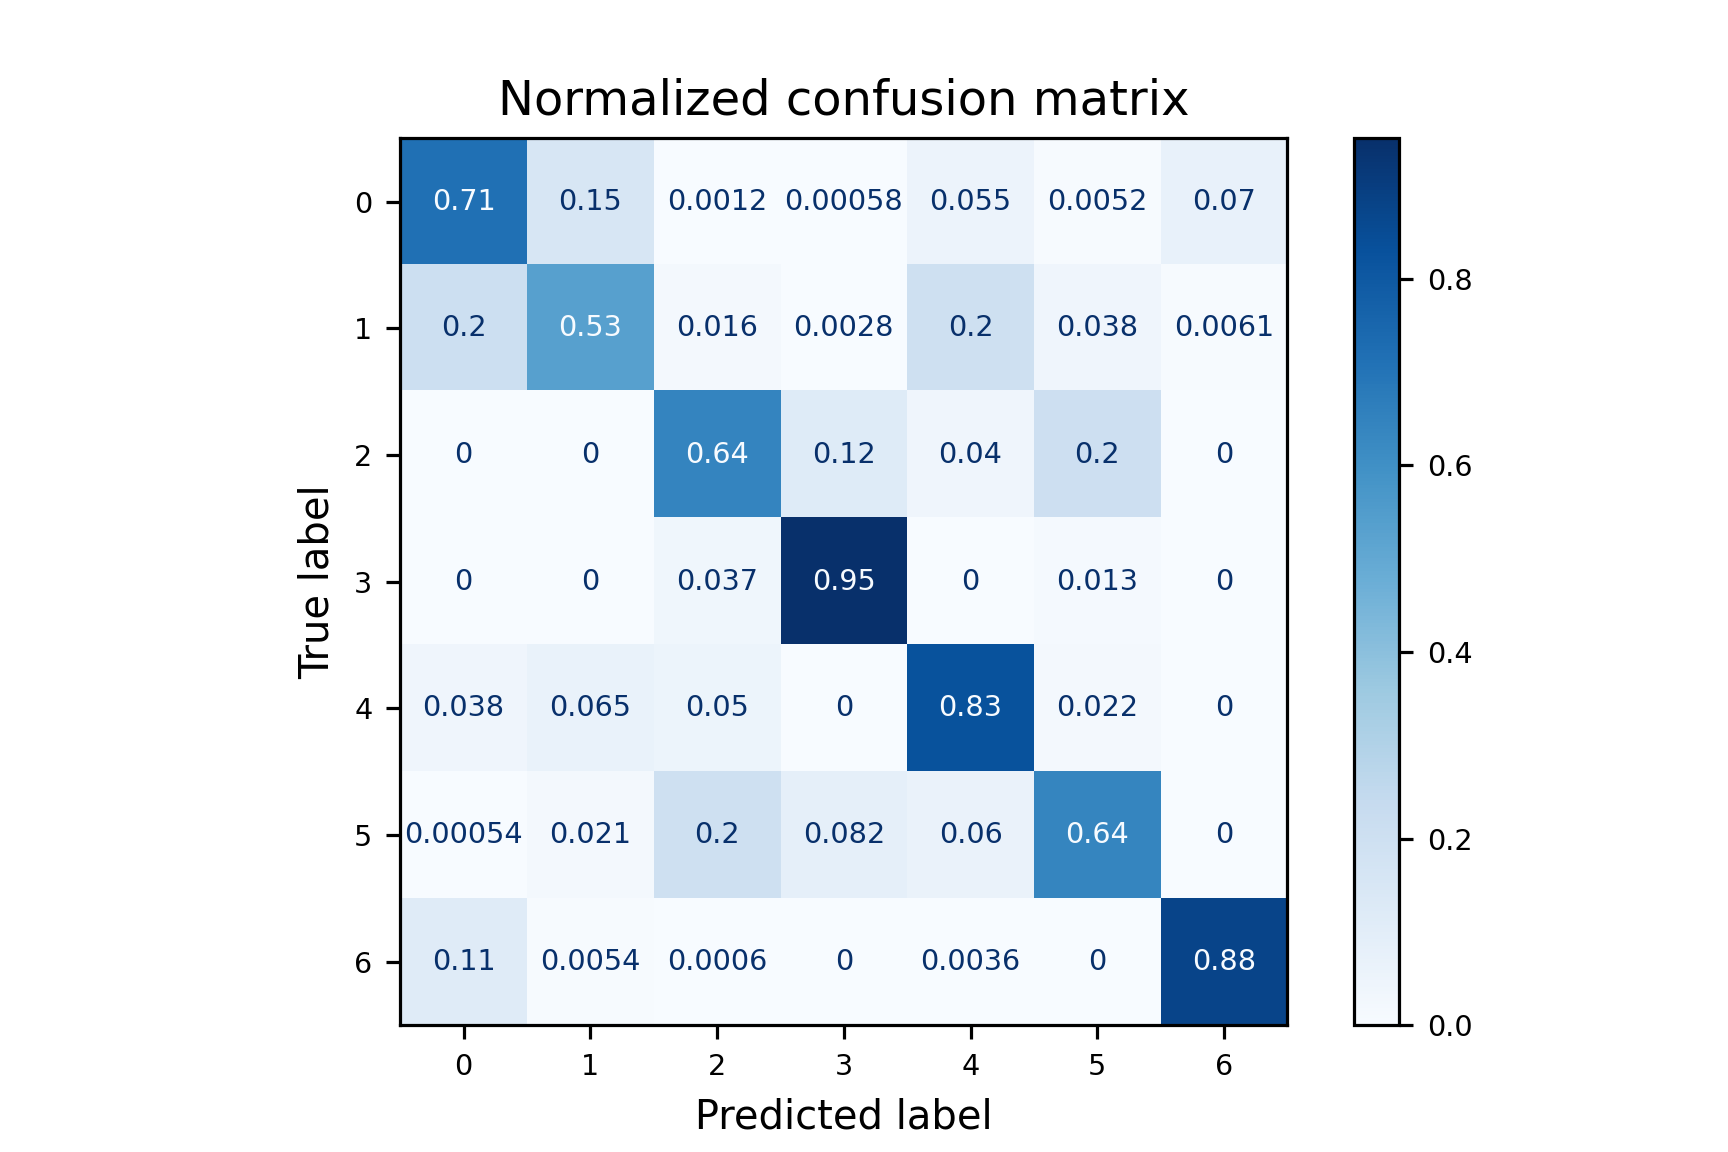 Normalized confusion matrix
0 0.71 0.15 0.0012 0.00058 0.055 0.0052 0.07
1 0.2 0.53 0.016 0.0028 0.2 0.038 0.0061
2 0 0 0.64 0.12 0.04 0.2 0
3 0 0 0.037 0.95 0 0.013 0
4 0.038 0.065 0.05 0 0.83 0.022 0
5 0.00054 0.021 0.2 0.082 0.06 0.64 0
6 0.11 0.0054 0.0006 0 0.0036 0 0.88
0 1 2 3 4 5 6
Predicted label
True label
0.8
0.6
0.4
0.2
0.0